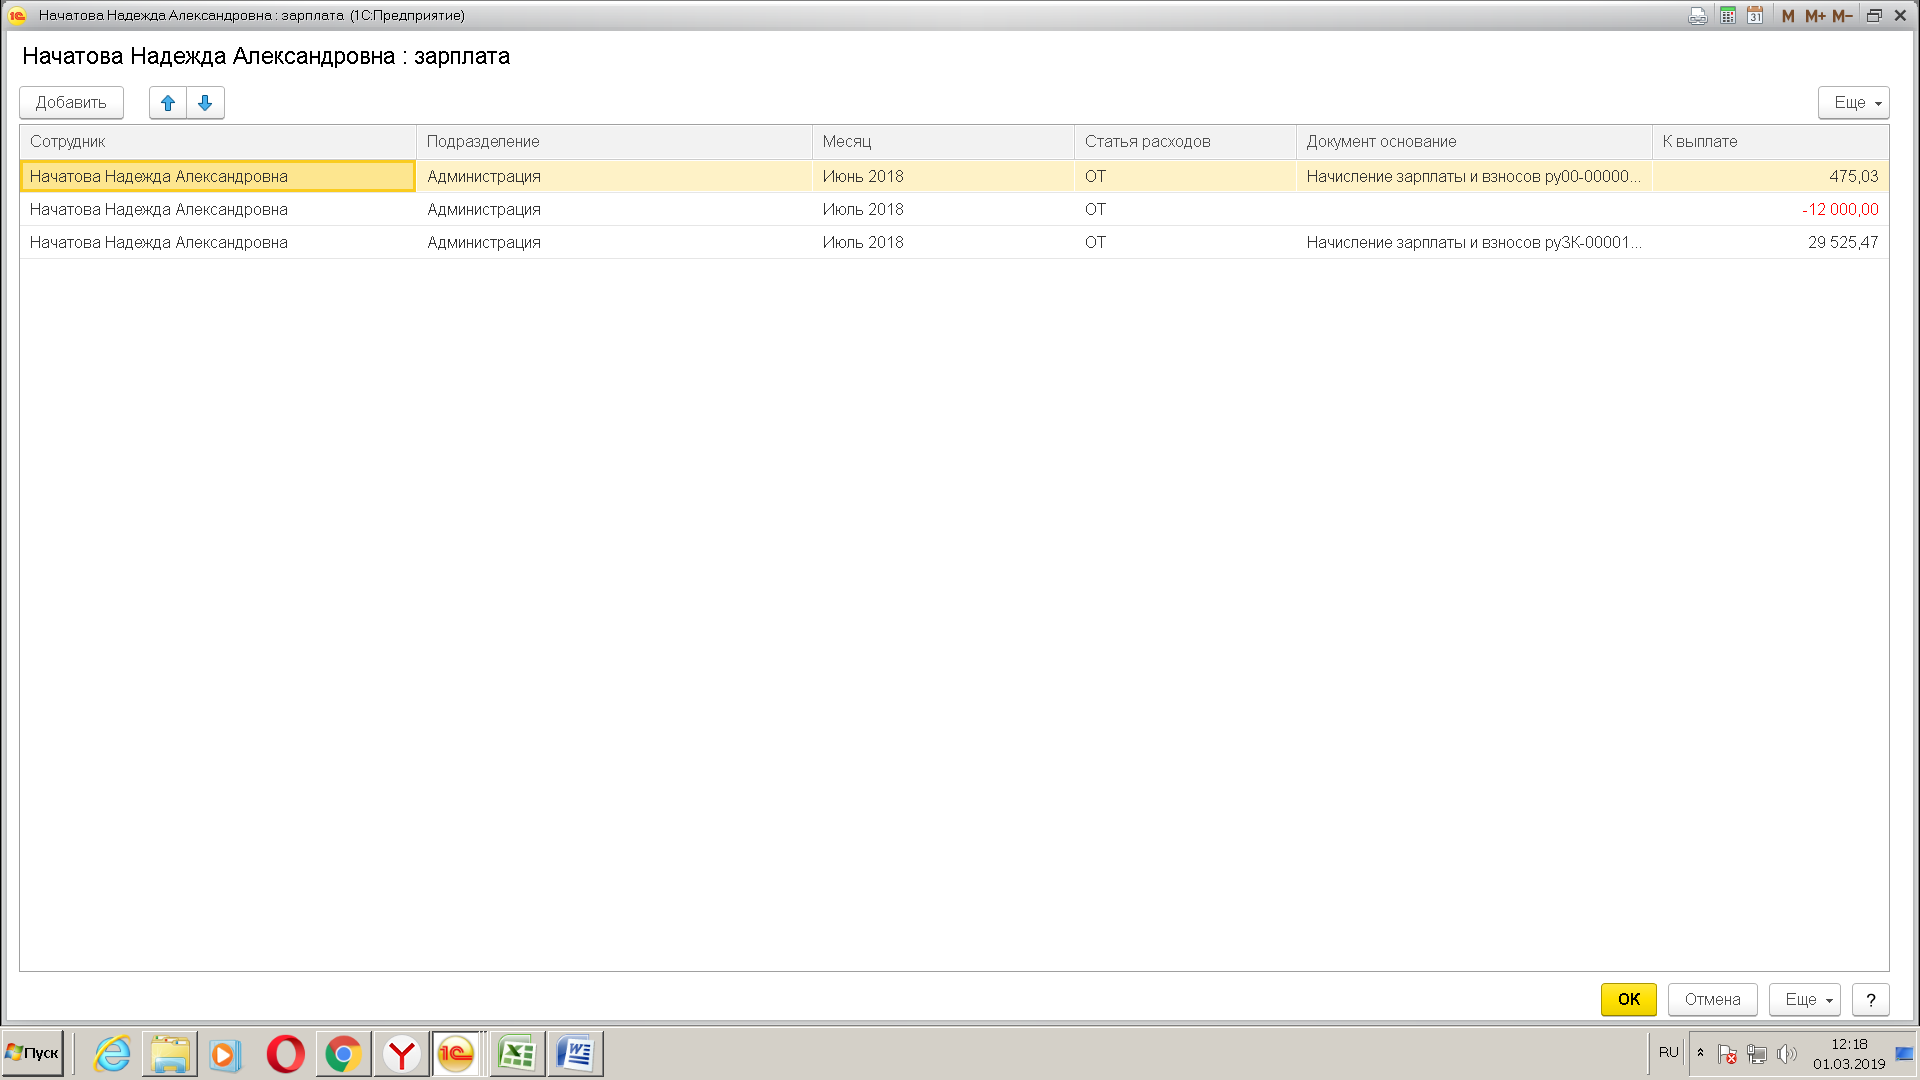 Начатова Надежда Александровна : зарплата (1С:Предприятие)
31 M M+ M-
Начатова Надежда Александровна : зарплата
Добавить Еще
Сотрудник Подразделение Месяц Статья расходов Документ основание К выплате
Начатова Надежда Александровна Администрация Июнь 2018 ОТ Начисление зарплаты и взносов ру00-00000... 475,03
Начатова Надежда Александровна Администрация Июль 2018 ОТ -12 000,00
Начатова Надежда Александровна Администрация Июль 2018 ОТ Начисление зарплаты и взносов руЗК-00001... 29 525,47
ОК Отмена Еще ?
Пуск RU 12:18
01.03.2019